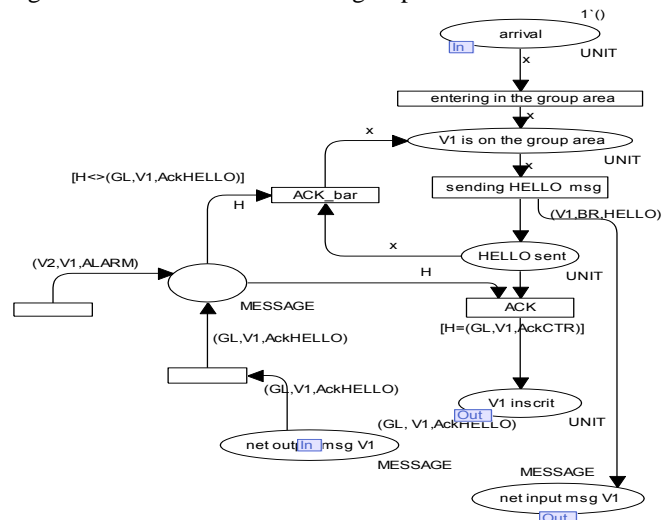 1`()
arrival
In
UNIT
x
entering in the group area
x
x
V1 is on the group area
UNIT
[H<>(GL,V1,AckHELLO)]
x
ACK_bar
sending HELLO msg
H
(V1,BR,HELLO)
(V2,V1,ALARM)
x
HELLO sent
H
UNIT
MESSAGE
ACK
[H=(GL,V1,AckCTR)]
(GL,V1,AckHELLO)
(GL,V1,AckHELLO)
V1 inscrit
Out
(GL, V1,AckHELLO)
UNIT
net output msg V1
In
MESSAGE
MESSAGE
net input msg V1
Out